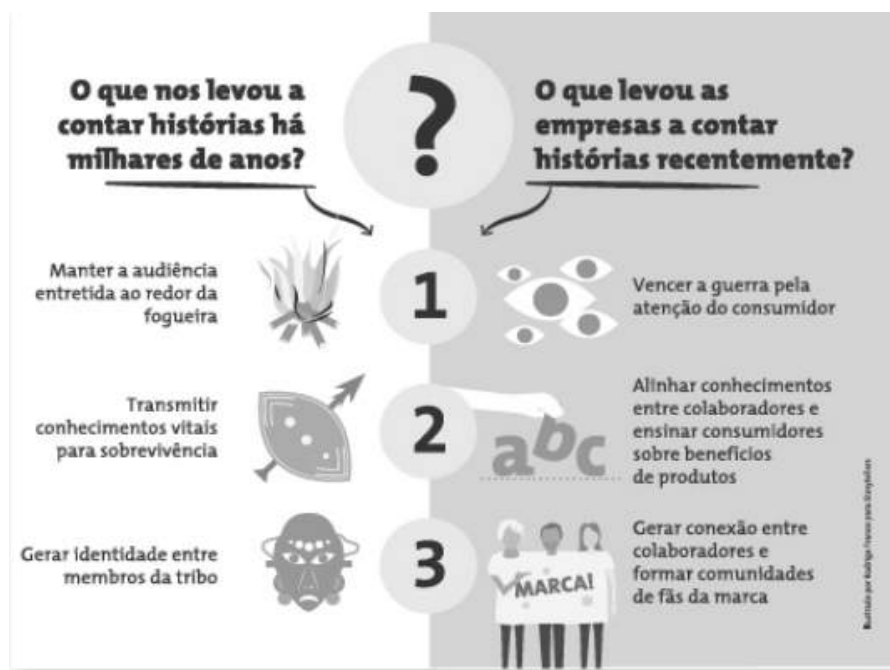 O que nos levou a
contar histórias há
milhares de anos?
?
O que levou as
empresas a contar
histórias recentemente?
Manter a audiência
entretida ao redor da
fogueira
1
Vencer a guerra pela
atenção do consumidor
Transmitir
conhecimentos vitais
para sobrevivência
2
abc
Alinhar conhecimentos
entre colaboradores e
ensinar consumidores
sobre benefícios
de produtos
Gerar identidade entre
membros da tribo
3
MARCA!
Gerar conexão entre
colaboradores e
formar comunidades
de fãs da marca